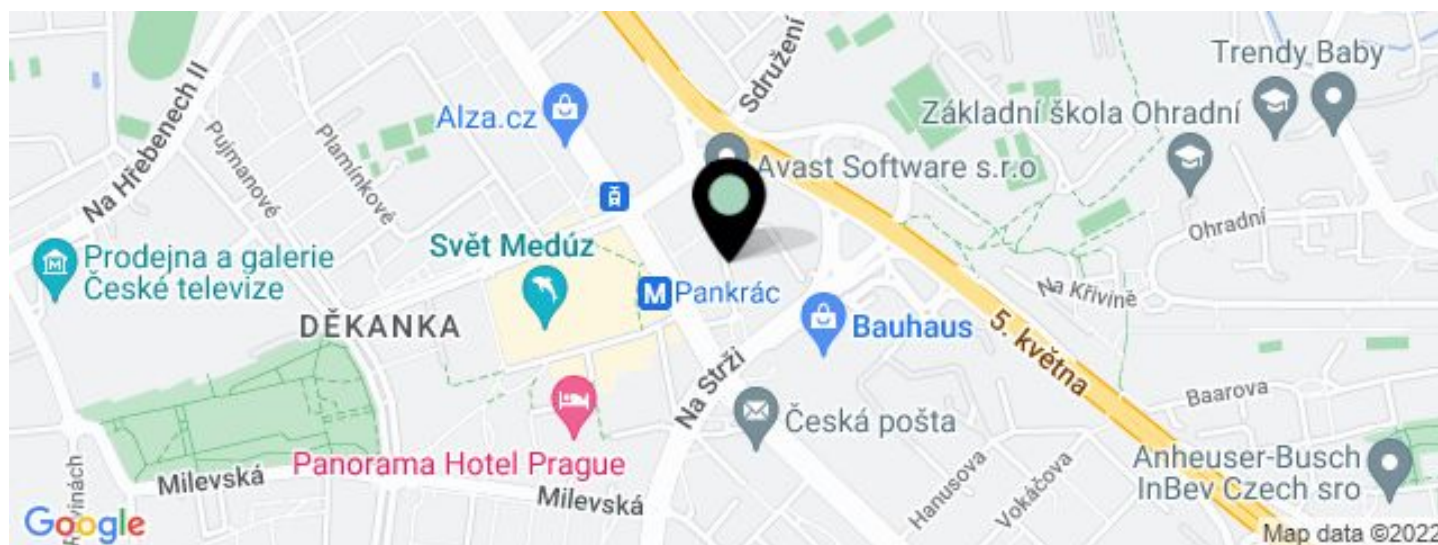 Trendy Baby
Sdružení
Na Hřebenech II
Alza.cz
Základní škola Ohradní
Pujmanové
Plamínkové
Avast Software s.r.o
Ohradní
Svět Medúz
Prodejna a galerie
České televize
M Pankrác
Na Křivině
DĚKANKA
Bauhaus
5. května
Na Strži
Baarova
Česká pošta
Panorama Hotel Prague
Anheuser-Busch
InBev Czech sro
Hanusova
Vokáčova
Milevská
Milevská
Google
Map data ©2022